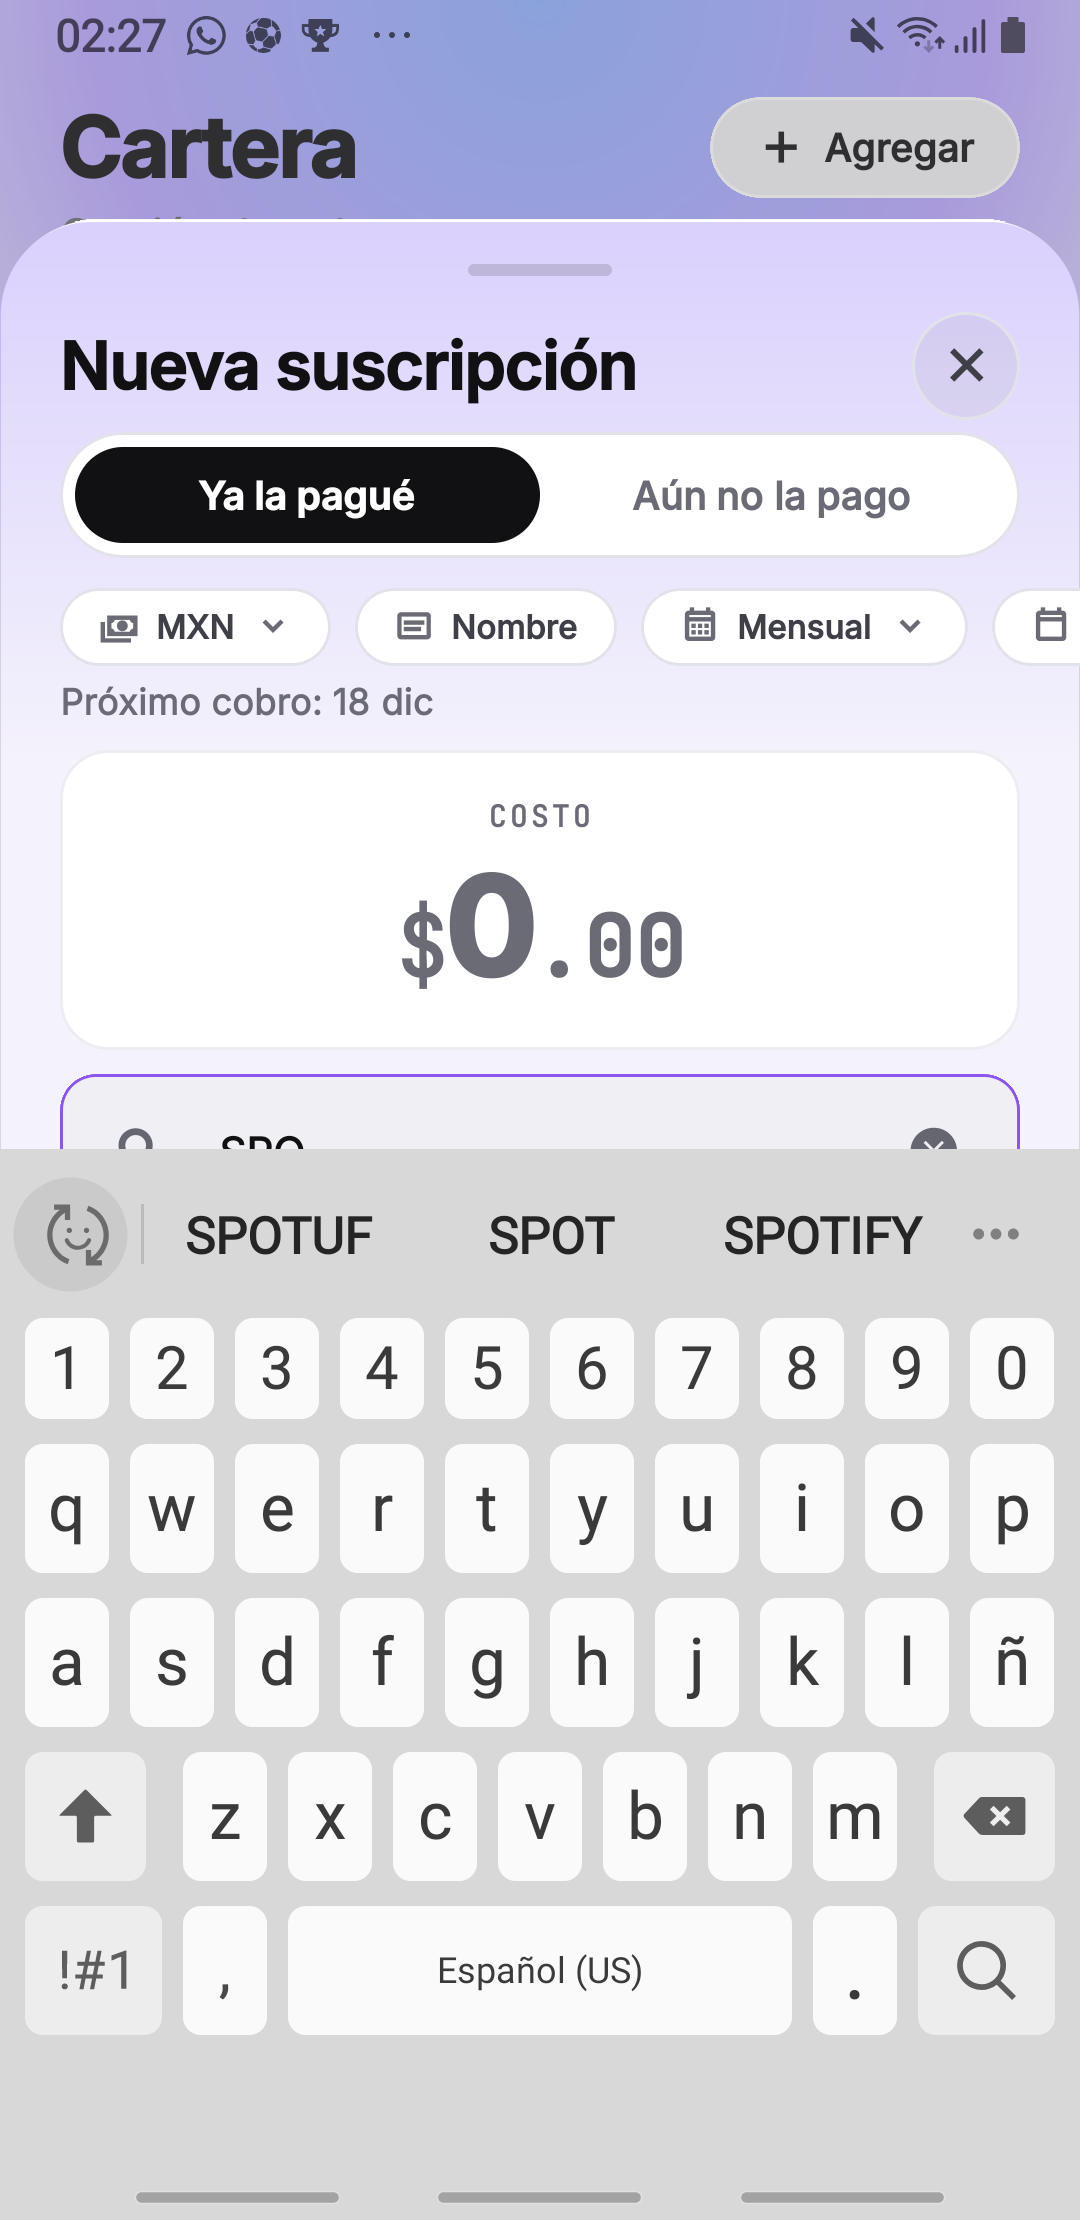 02:27
Cartera
+ Agregar
Nueva suscripción
Ya la pagué
Aún no la pago
MXN
Nombre
Mensual
Próximo cobro: 18 dic
COSTO
$0.00
SPO
SPOTUF SPOT SPOTIFY
1 2 3 4 5 6 7 8 9 0
q w e r t y u i o p
a s d f g h j k l ñ
z x c v b n m
!#1 , Español (US) .